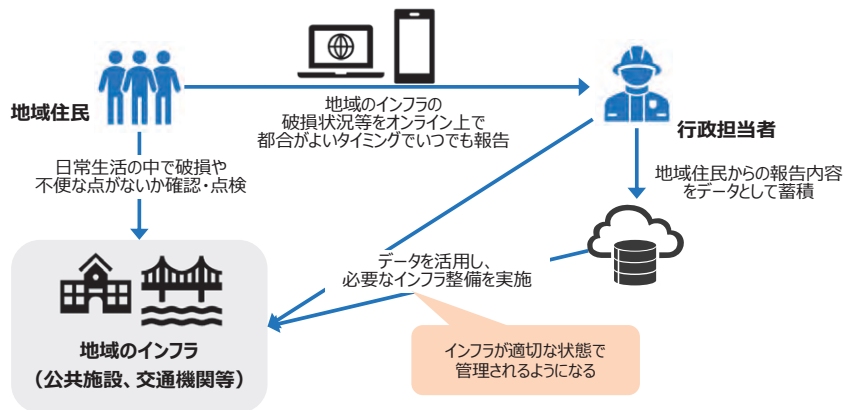 地域住民
地域のインフラの
破損状況等をオンライン上で
都合がよいタイミングでいつでも報告
行政担当者
日常生活の中で破損や
不便な点がないか確認・点検
地域住民からの報告内容
をデータとして蓄積
データを活用し、
必要なインフラ整備を実施
地域のインフラ
（公共施設、交通機関等）
インフラが適切な状態で
管理されるようになる